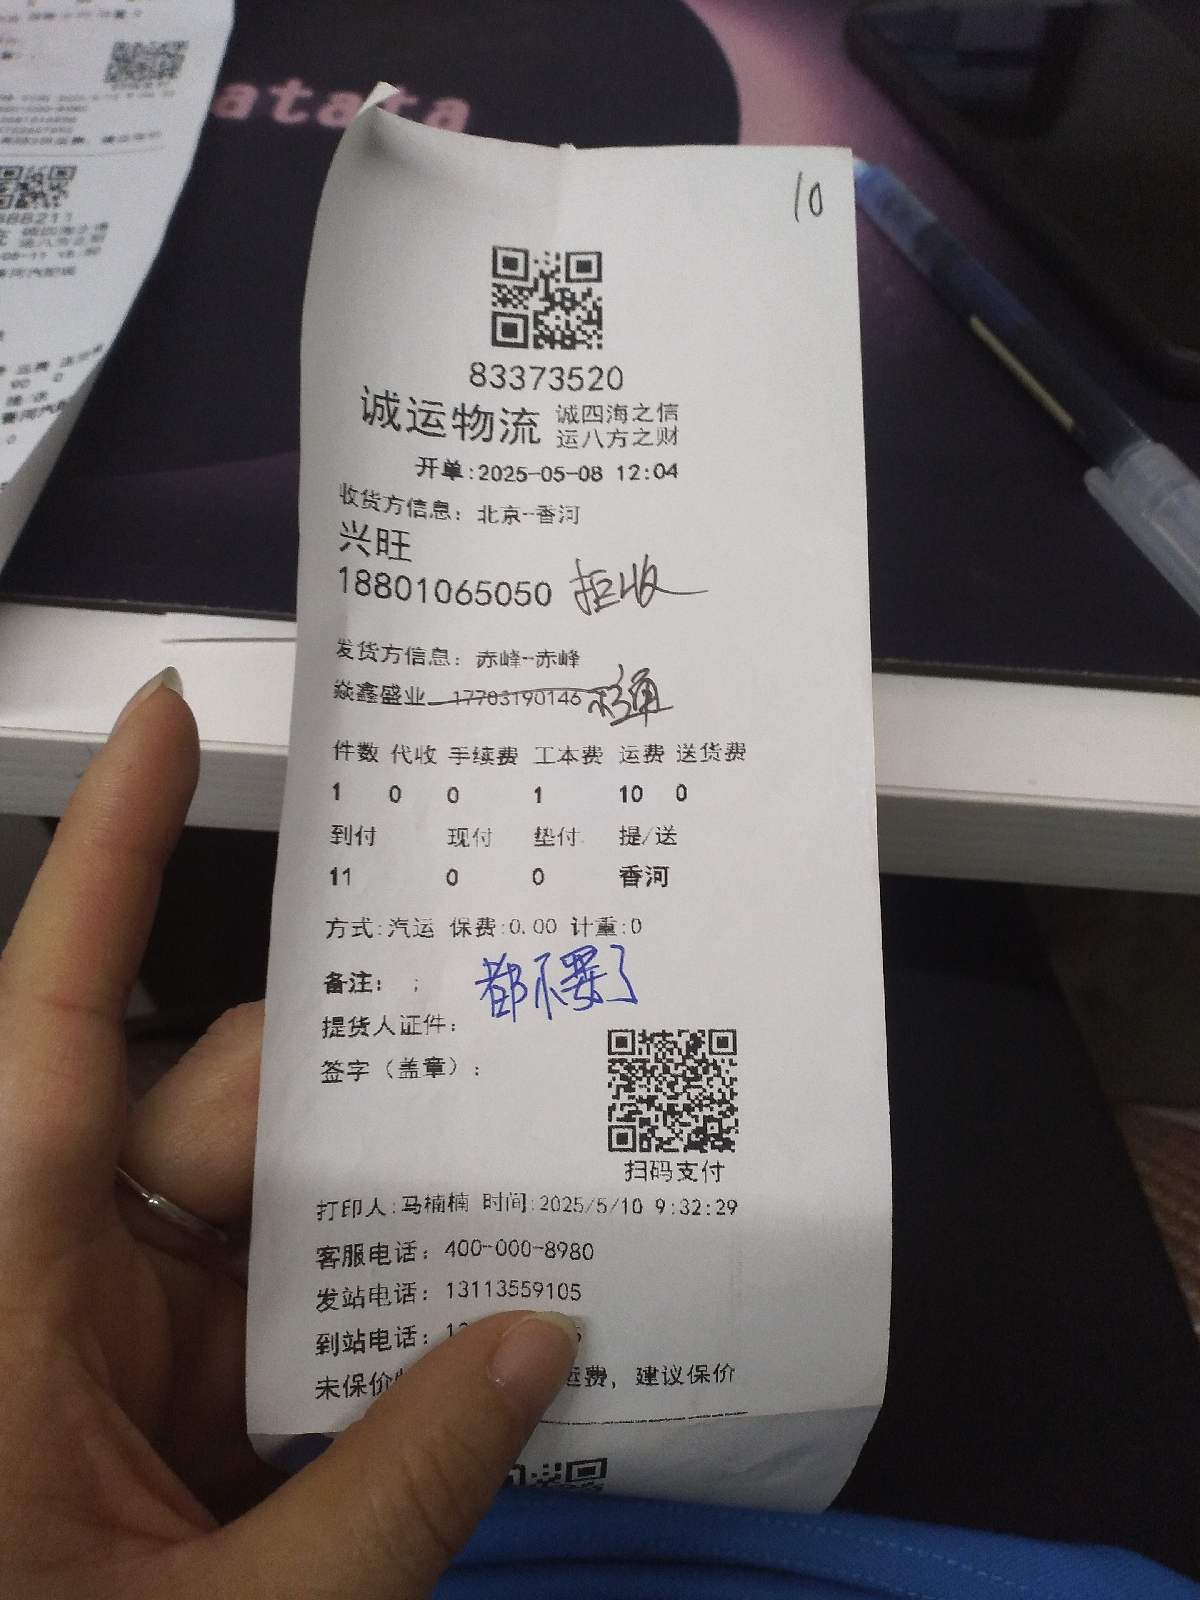 atata
10
83373520
诚运物流 诚四海之信
运八方之财
开单:2025-05-08 12:04
收货方信息：北京-香河
兴旺
18801065050 拒收
发货方信息：赤峰-赤峰
焱鑫盛业 17703190146 不通
件数 代收 手续费 工本费 运费 送货费
1 0 0 1 10 0
到付 现付 垫付 提/送
11 0 0 香河
方式:汽运 保费:0.00 计重:0
备注： ; 都不要了
提货人证件：
签字（盖章）：
扫码支付
打印人:马楠楠 时间:2025/5/10 9:32:29
客服电话：400-000-8980
发站电话：13113559105
到站电话：
未保价 运费，建议保价